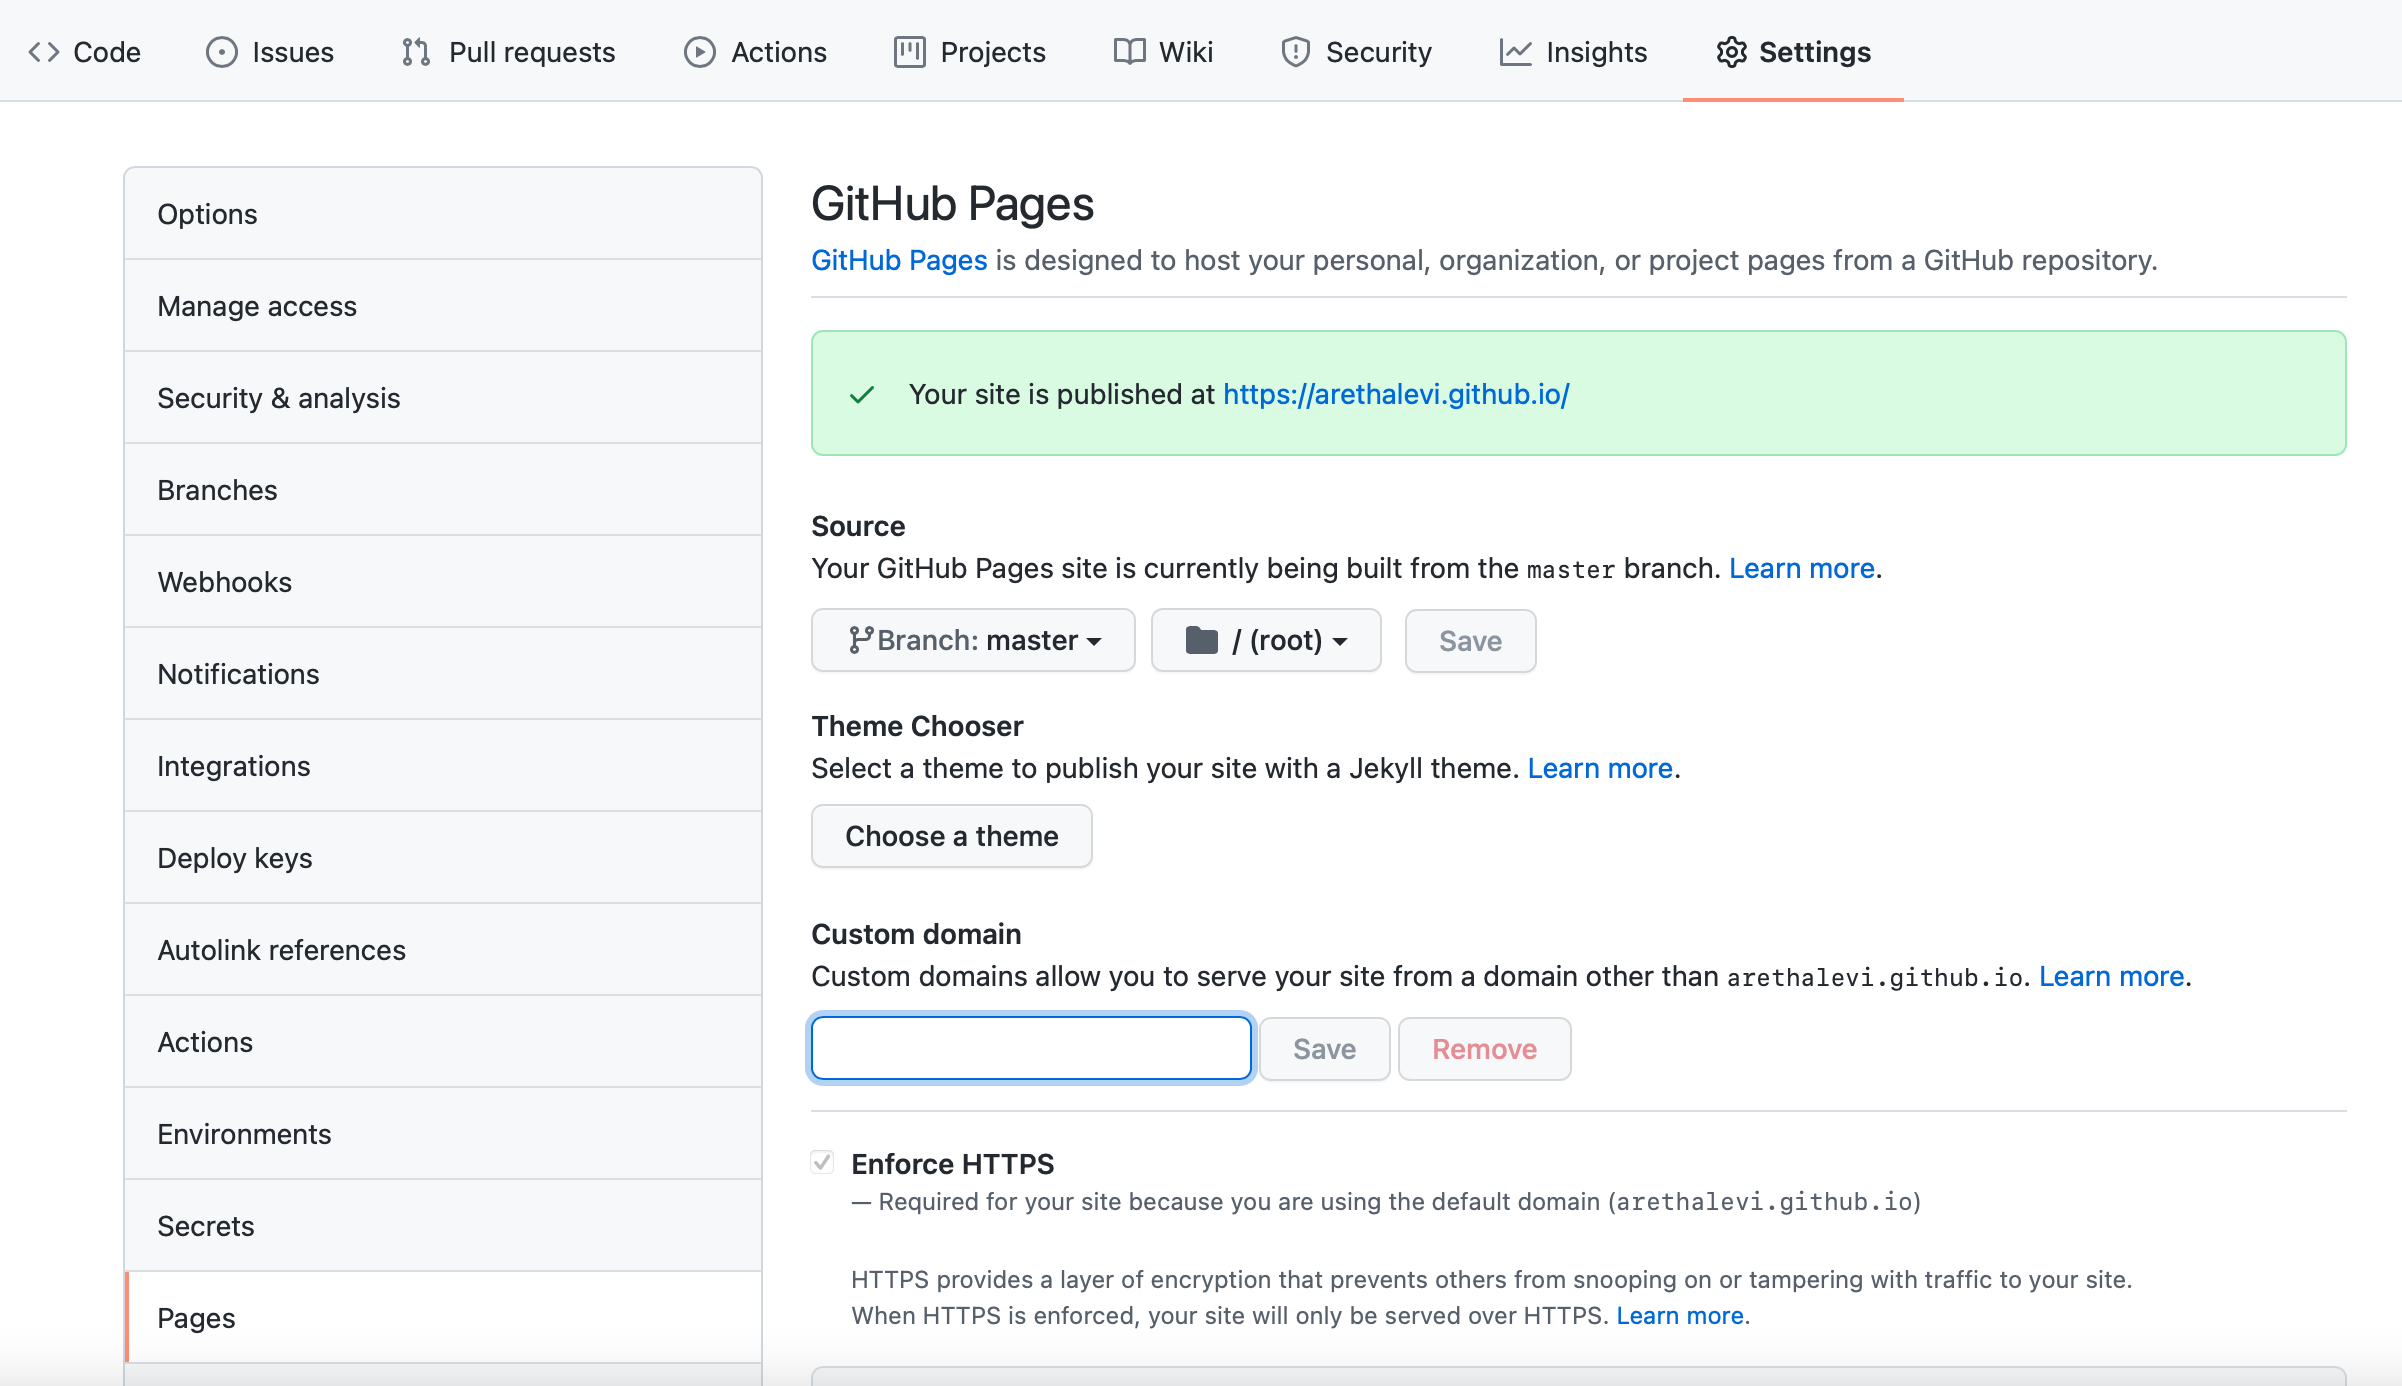 Code Issues Pull requests Actions Projects Wiki Security Insights Settings
Options
Manage access
Security & analysis
Branches
Webhooks
Notifications
Integrations
Deploy keys
Autolink references
Actions
Environments
Secrets
Pages
GitHub Pages
GitHub Pages is designed to host your personal, organization, or project pages from a GitHub repository.
Your site is published at https://arethalevi.github.io/
Source
Your GitHub Pages site is currently being built from the master branch. Learn more.
Branch: master / (root) Save
Theme Chooser
Select a theme to publish your site with a Jekyll theme. Learn more.
Choose a theme
Custom domain
Custom domains allow you to serve your site from a domain other than arethalevi.github.io. Learn more.
Save Remove
Enforce HTTPS
— Required for your site because you are using the default domain (arethalevi.github.io)
HTTPS provides a layer of encryption that prevents others from snooping on or tampering with traffic to your site.
When HTTPS is enforced, your site will only be served over HTTPS. Learn more.